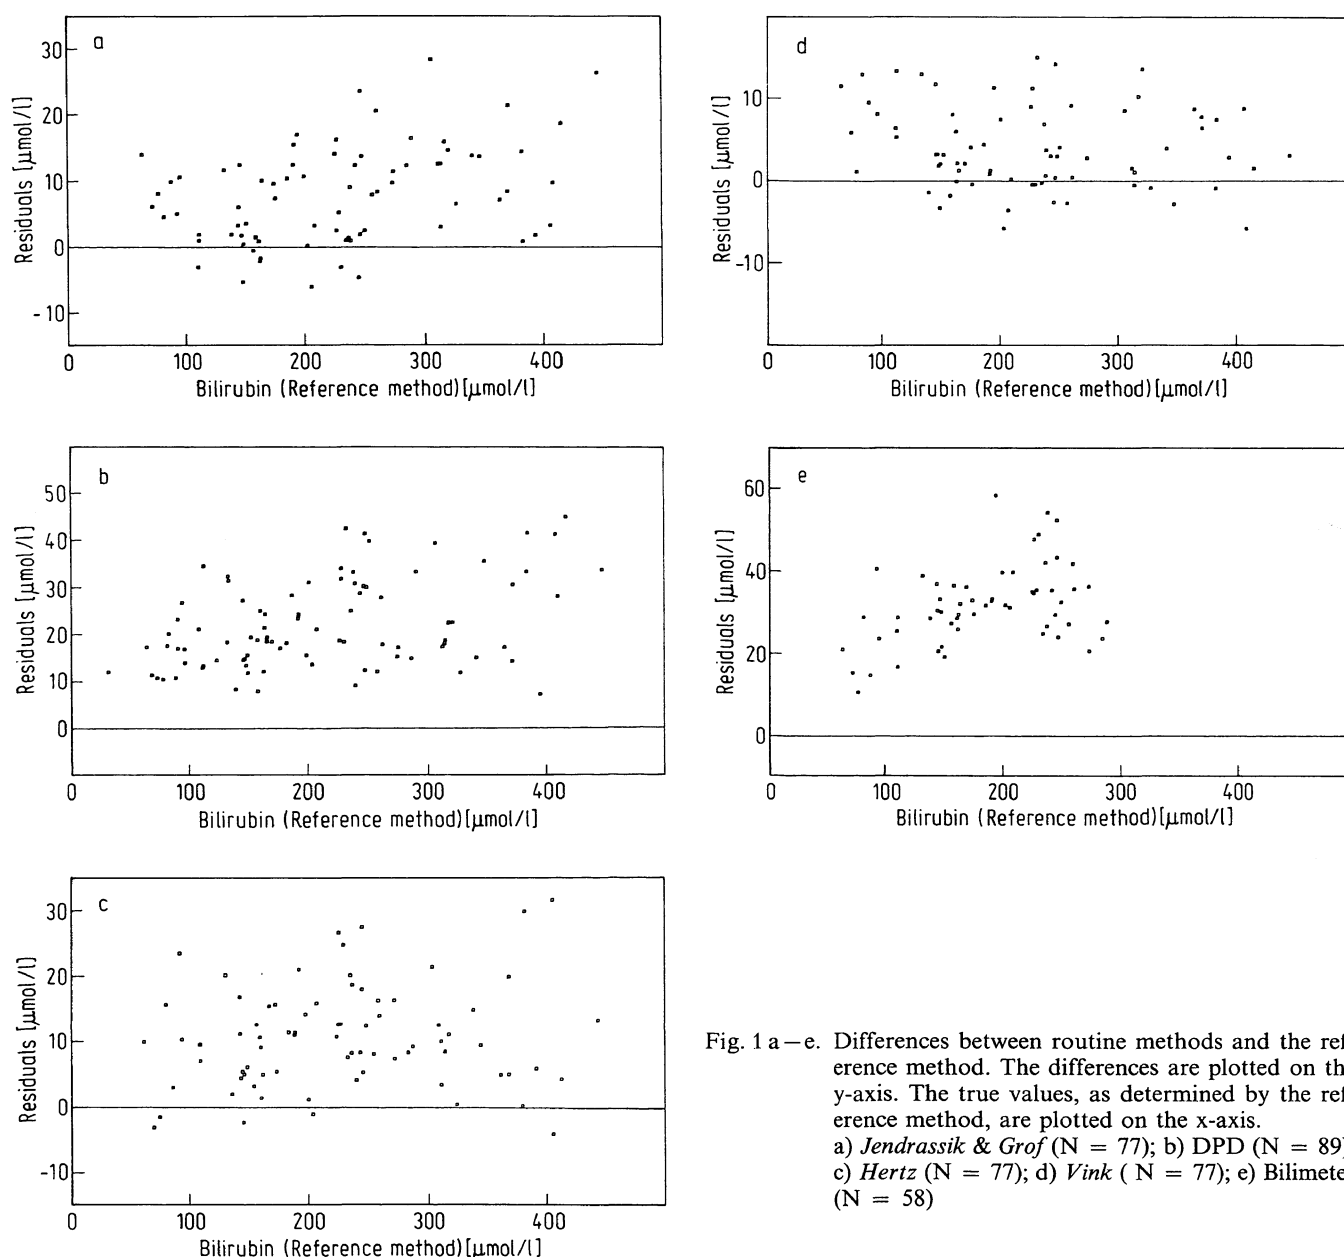 a
30
20
10
0
-10
Residuals [μmol/l]
0 100 200 300 400
Bilirubin (Reference method)[μmol/l]
d
10
0
-10
Residuals [μmol/l]
0 100 200 300 400
Bilirubin (Reference method)[μmol/l]
b
50
40
30
20
10
0
Residuals [μmol/l]
0 100 200 300 400
Bilirubin (Reference method)[μmol/l]
e
60
40
20
0
Residuals [μmol/l]
0 100 200 300 400
Bilirubin (Reference method)[μmol/l]
c
30
20
10
0
-10
Residuals [μmol/l]
0 100 200 300 400
Bilirubin (Reference method)[μmol/l]
Fig. 1 a—e. Differences between routine methods and the ref
erence method. The differences are plotted on th
y-axis. The true values, as determined by the ref
erence method, are plotted on the x-axis.
a) Jendrassik & Grof (N = 77); b) DPD (N = 89)
c) Hertz (N = 77); d) Vink ( N = 77); e) Bilimete
(N = 58)